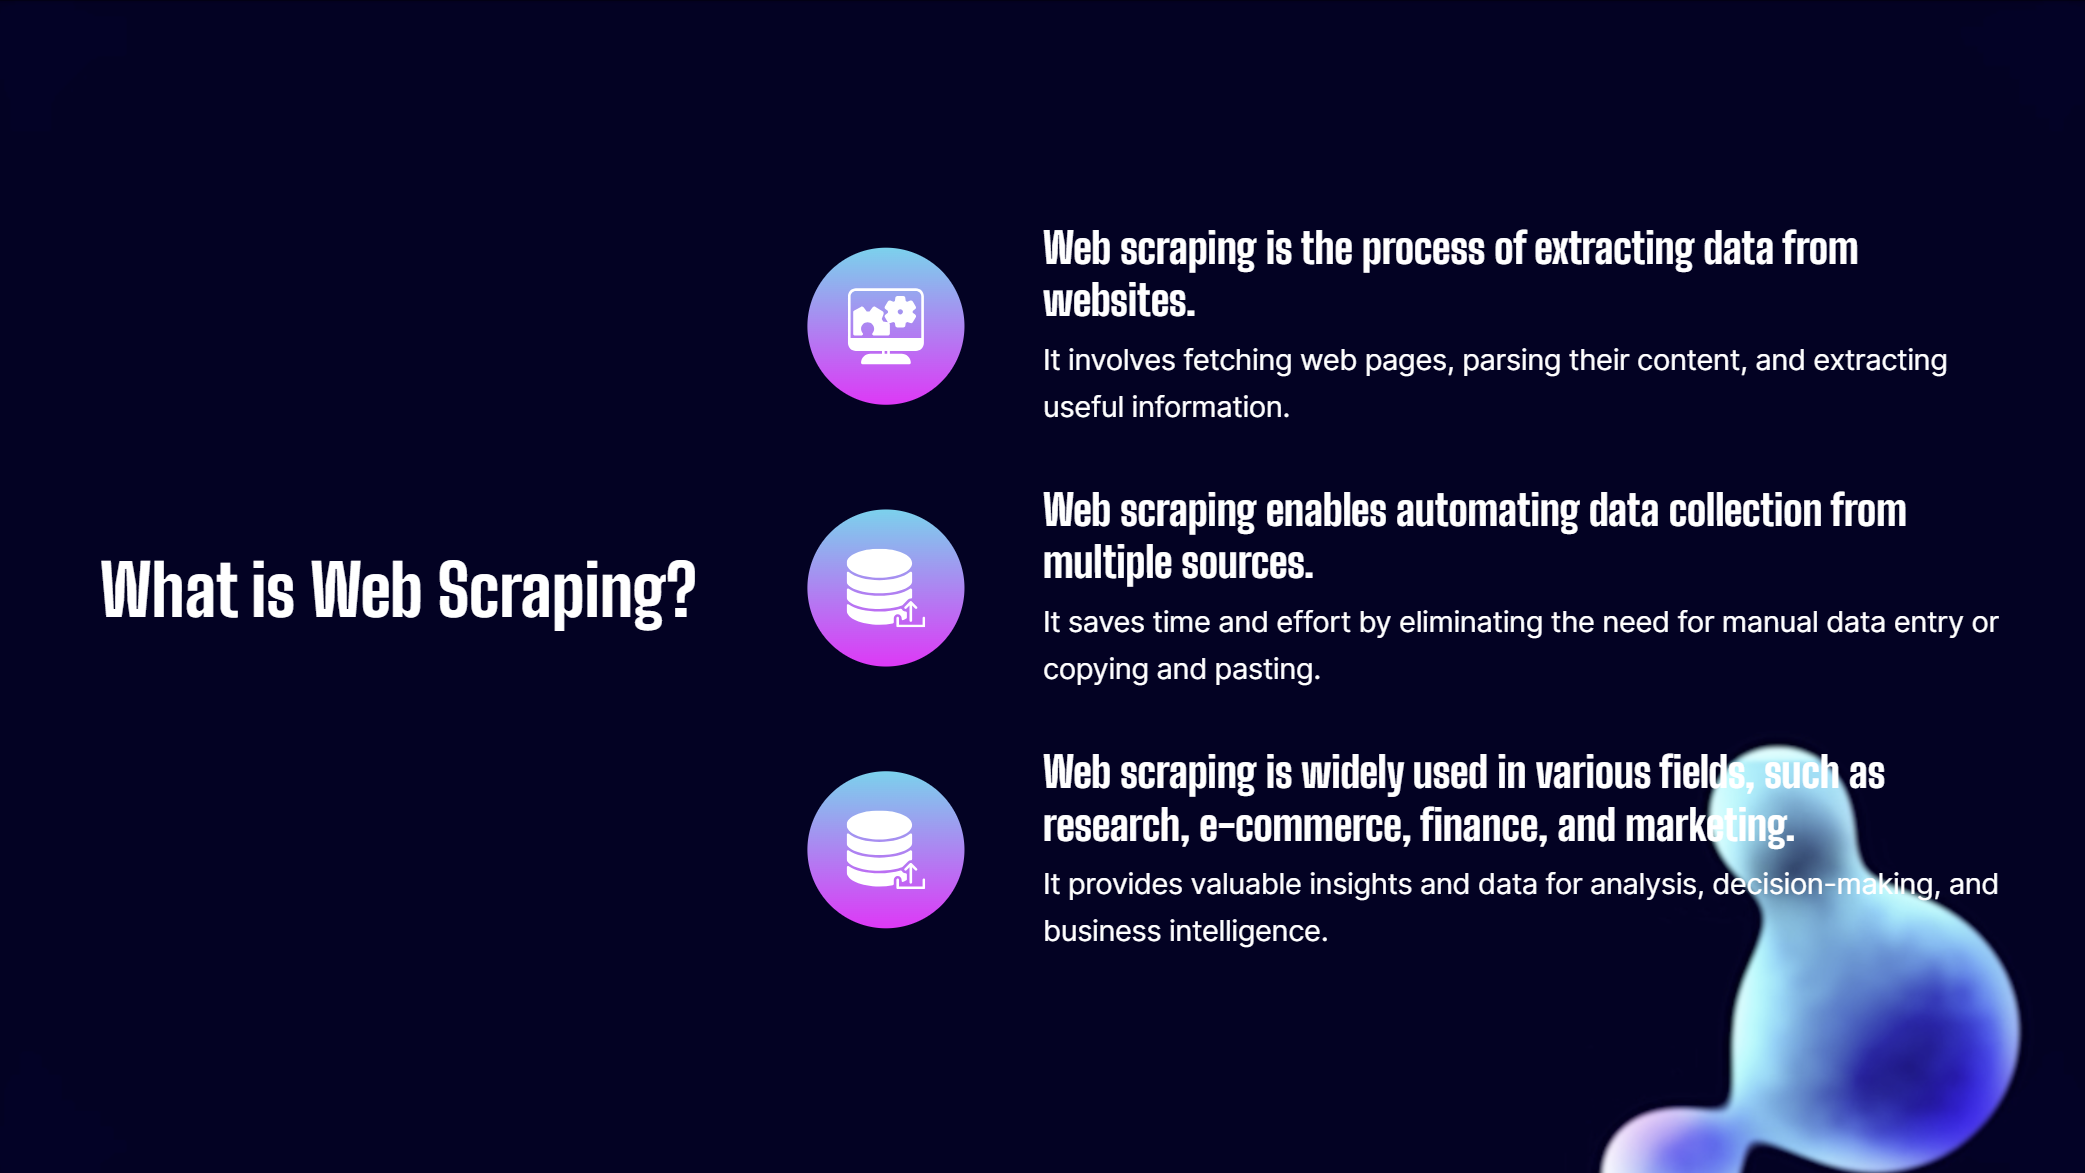 What is Web Scraping?
Web scraping is the process of extracting data from
websites.
It involves fetching web pages, parsing their content, and extracting
useful information.
Web scraping enables automating data collection from
multiple sources.
It saves time and effort by eliminating the need for manual data entry or
copying and pasting.
Web scraping is widely used in various fields, such as
research, e-commerce, finance, and marketing.
It provides valuable insights and data for analysis, decision-making, and
business intelligence.